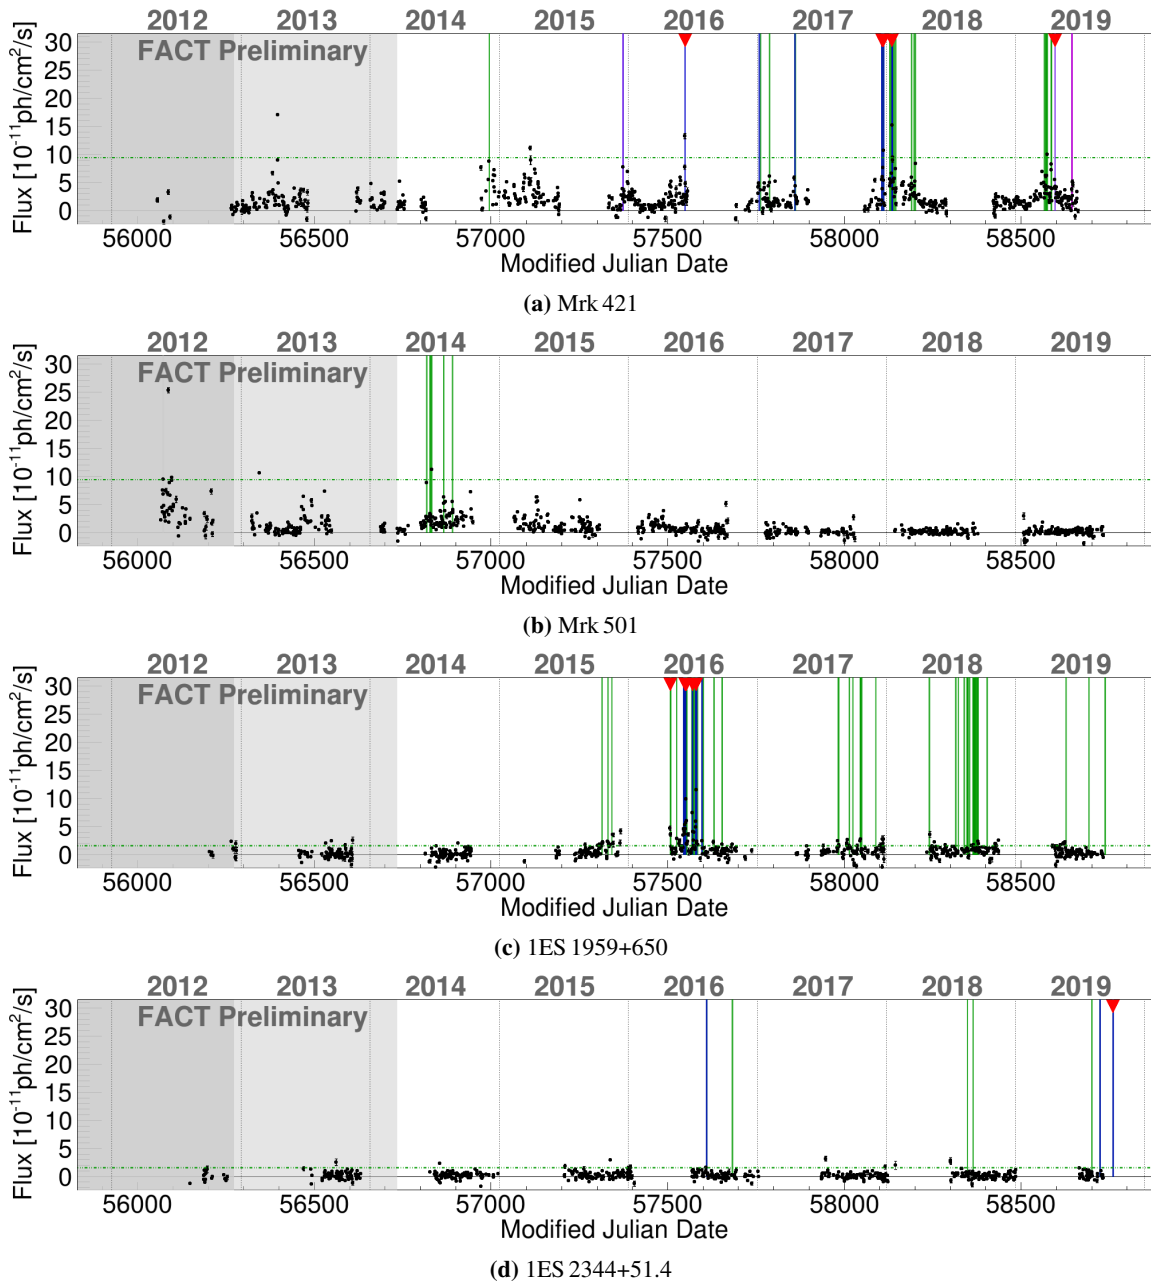 2012 2013 2014 2015 2016 2017 2018 2019
FACT Preliminary
Flux [10⁻¹¹ph/cm²/s]
30
25
20
15
10
5
0
56000 56500 57000 57500 58000 58500
Modified Julian Date
(a) Mrk 421
2012 2013 2014 2015 2016 2017 2018 2019
FACT Preliminary
Flux [10⁻¹¹ph/cm²/s]
30
25
20
15
10
5
0
56000 56500 57000 57500 58000 58500
Modified Julian Date
(b) Mrk 501
2012 2013 2014 2015 2016 2017 2018 2019
FACT Preliminary
Flux [10⁻¹¹ph/cm²/s]
30
25
20
15
10
5
0
56000 56500 57000 57500 58000 58500
Modified Julian Date
(c) 1ES 1959+650
2012 2013 2014 2015 2016 2017 2018 2019
FACT Preliminary
Flux [10⁻¹¹ph/cm²/s]
30
25
20
15
10
5
0
56000 56500 57000 57500 58000 58500
Modified Julian Date
(d) 1ES 2344+51.4